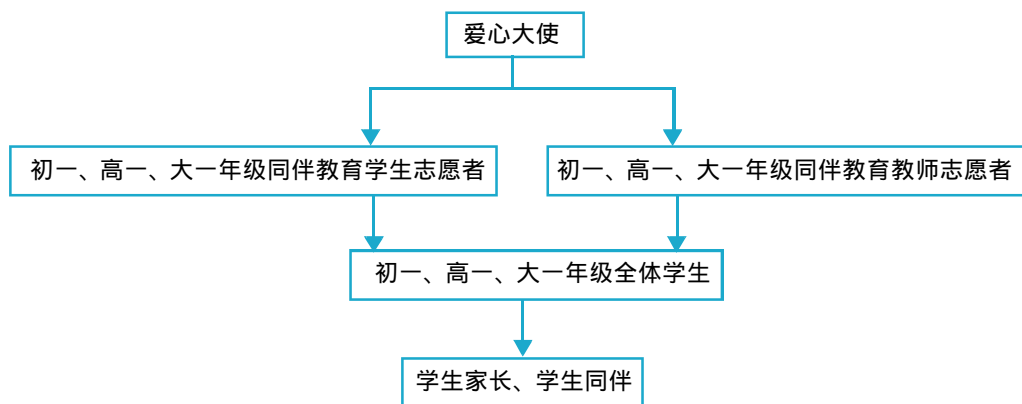 爱心大使
初一、高一、大一年级同伴教育学生志愿者
初一、高一、大一年级同伴教育教师志愿者
初一、高一、大一年级全体学生
学生家长、学生同伴